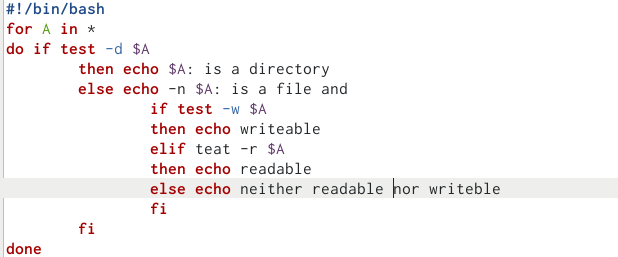 #!/bin/bash
for A in *
do if test -d $A
then echo $A: is a directory
else echo -n $A: is a file and
if test -w $A
then echo writeable
elif teat -r $A
then echo readable
else echo neither readable nor writeble
fi
fi
done